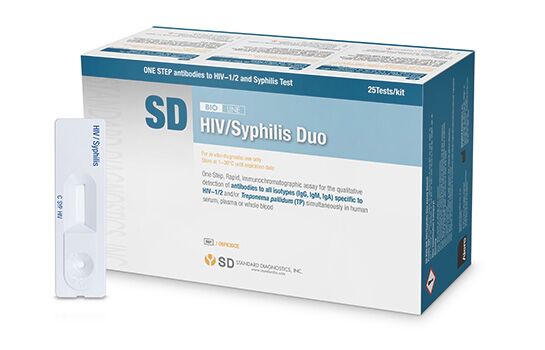 ONE STEP antibodies to HIV-1/2 and Syphilis Test
25Tests/kit
SD
BIO LINE
HIV/Syphilis Duo
For in vitro diagnostic use only
Store at 1~30°C until expiration date
One Step, Rapid, immunochromatographic assay for the qualitative
detection of antibodies to all isotypes (IgG, IgM, IgA) specific to
HIV-1/2 and/or Treponema pallidum (TP) simultaneously in human
serum, plasma or whole blood
REF
SD STANDARD DIAGNOSTICS, INC.
HIV/Syphilis
C SYP HIV
Alere